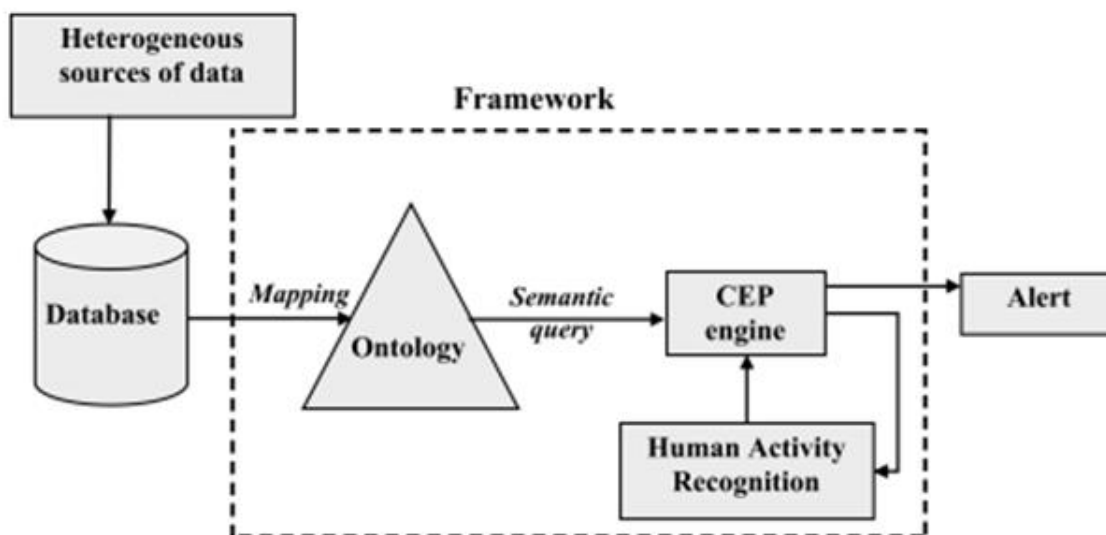 Heterogeneous
sources of data
Framework
Database
Mapping
Ontology
Semantic
query
CEP
engine
Alert
Human Activity
Recognition